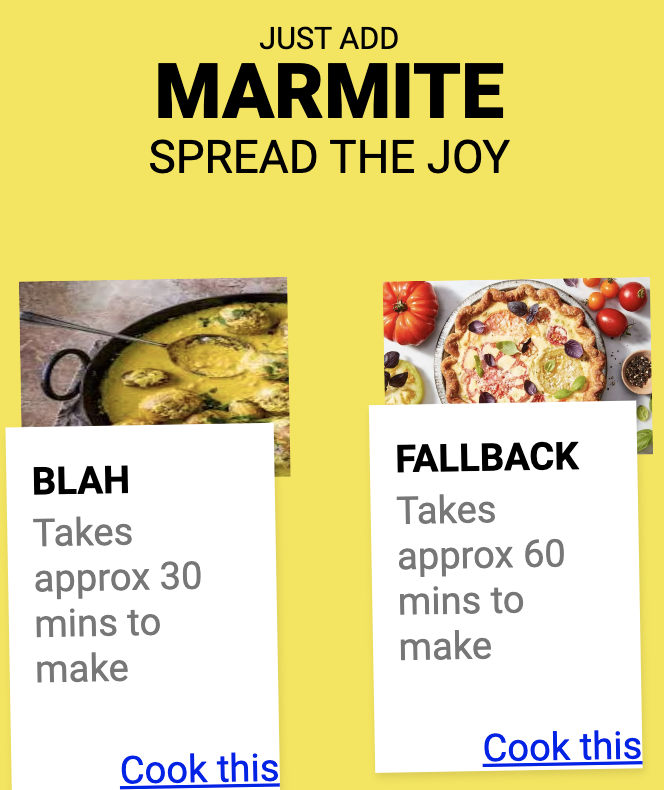 JUST ADD
MARMITE
SPREAD THE JOY
BLAH
Takes
approx 30
mins to
make
Cook this
FALLBACK
Takes
approx 60
mins to
make
Cook this